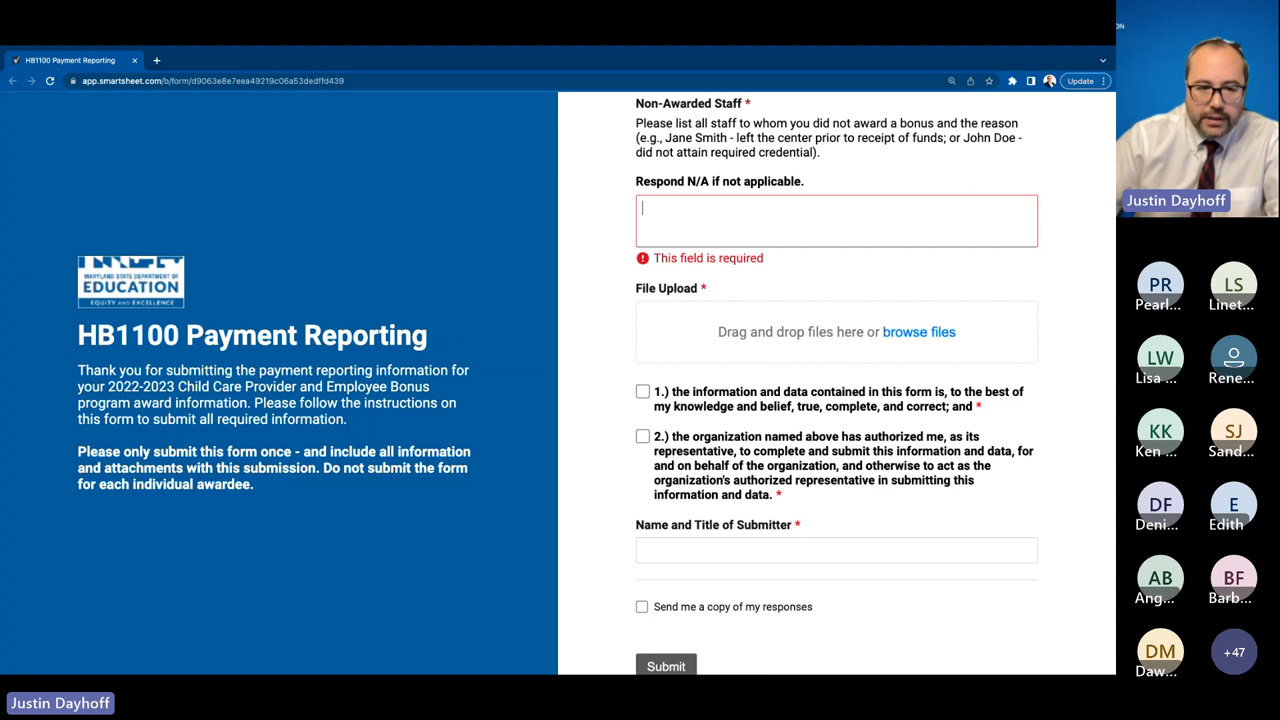 HB1100 Payment Reporting
app.smartsheet.com/b/form/d9063e8e7eea49219c06a53dedffd439
Update
MARYLAND STATE DEPARTMENT OF
EDUCATION
EQUITY AND EXCELLENCE
HB1100 Payment Reporting
Thank you for submitting the payment reporting information for
your 2022-2023 Child Care Provider and Employee Bonus
program award information. Please follow the instructions on
this form to submit all required information.
Please only submit this form once - and include all information
and attachments with this submission. Do not submit the form
for each individual awardee.
Non-Awarded Staff *
Please list all staff to whom you did not award a bonus and the reason
(e.g., Jane Smith - left the center prior to receipt of funds; or John Doe -
did not attain required credential).
Respond N/A if not applicable.
This field is required
File Upload *
Drag and drop files here or browse files
1.) the information and data contained in this form is, to the best of
my knowledge and belief, true, complete, and correct; and *
2.) the organization named above has authorized me, as its
representative, to complete and submit this information and data, for
and on behalf of the organization, and otherwise to act as the
organization's authorized representative in submitting this
information and data. *
Name and Title of Submitter *
Send me a copy of my responses
Submit
ON
Justin Dayhoff
PR
Pearl...
LS
Linet...
LW
Lisa ...
Rene...
KK
Ken ...
SJ
Sand...
DF
Deni...
E
Edith
AB
Ang...
BF
Barb...
DM
Daw...
+47
Justin Dayhoff